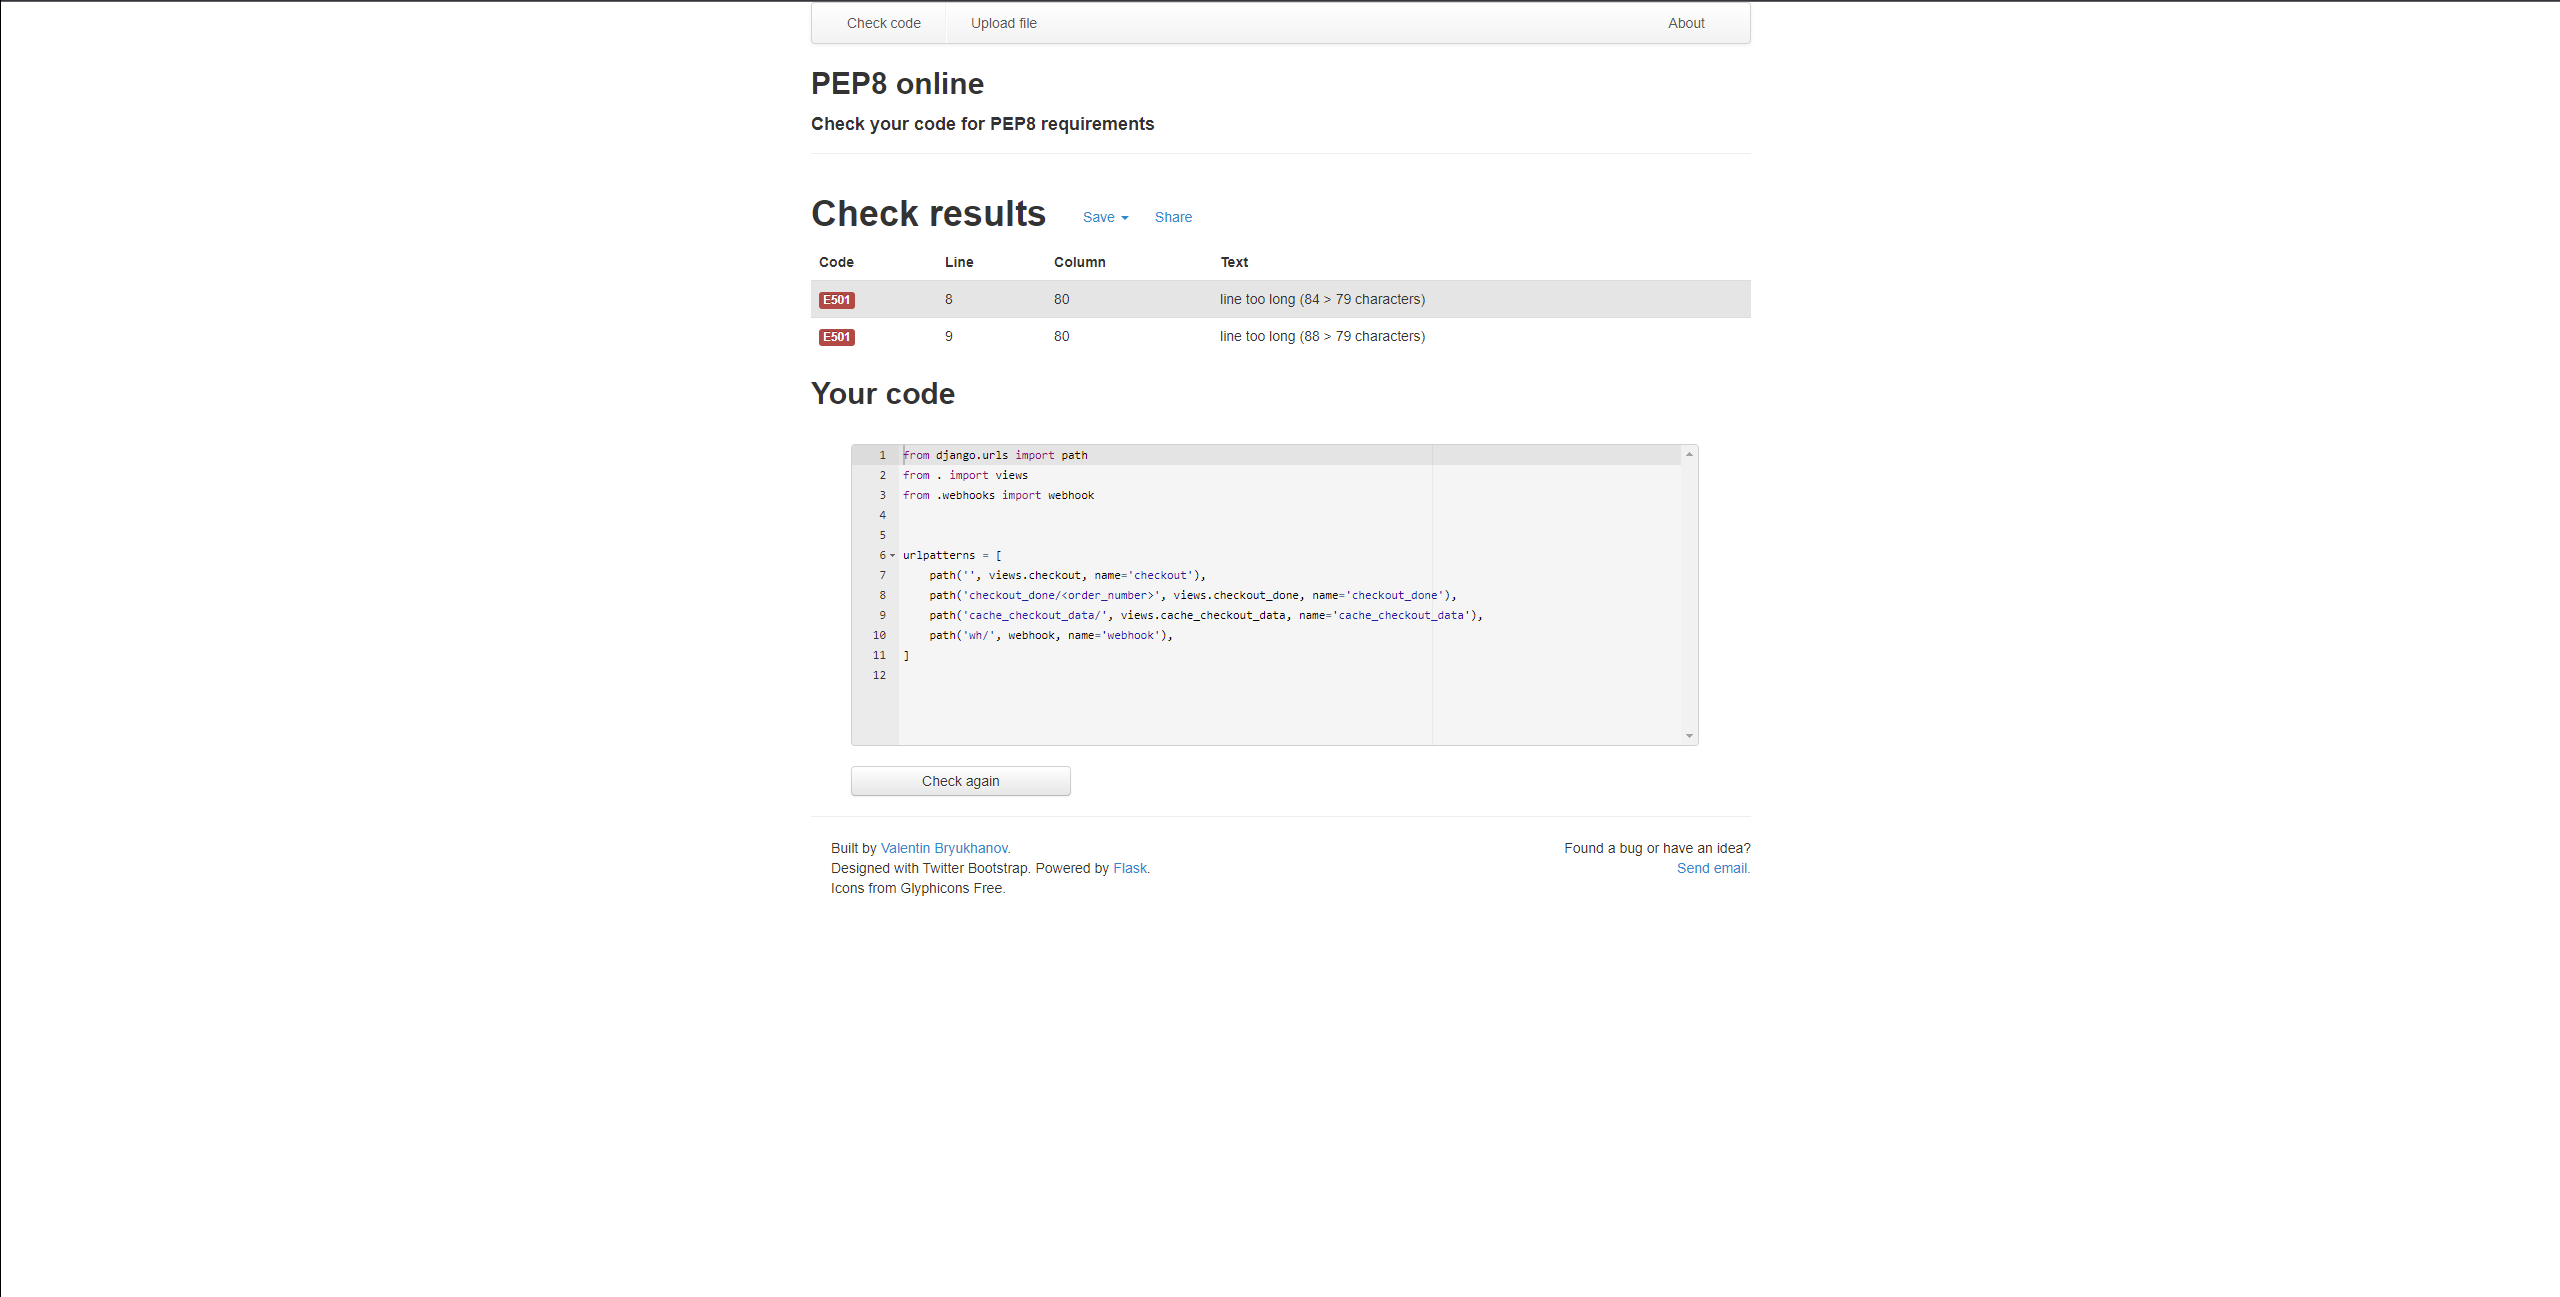 Check code Upload file About
PEP8 online
Check your code for PEP8 requirements
Check results Save Share
Code Line Column Text
E501 8 80 line too long (84 > 79 characters)
E501 9 80 line too long (88 > 79 characters)
Your code
1 from django.urls import path
2 from . import views
3 from .webhooks import webhook
4
5
6 urlpatterns = [
7     path('', views.checkout, name='checkout'),
8     path('checkout_done/<order_number>', views.checkout_done, name='checkout_done'),
9     path('cache_checkout_data/', views.cache_checkout_data, name='cache_checkout_data'),
10     path('wh/', webhook, name='webhook'),
11 ]
12
Check again
Built by Valentin Bryukhanov. Found a bug or have an idea?
Designed with Twitter Bootstrap. Powered by Flask. Send email.
Icons from Glyphicons Free.